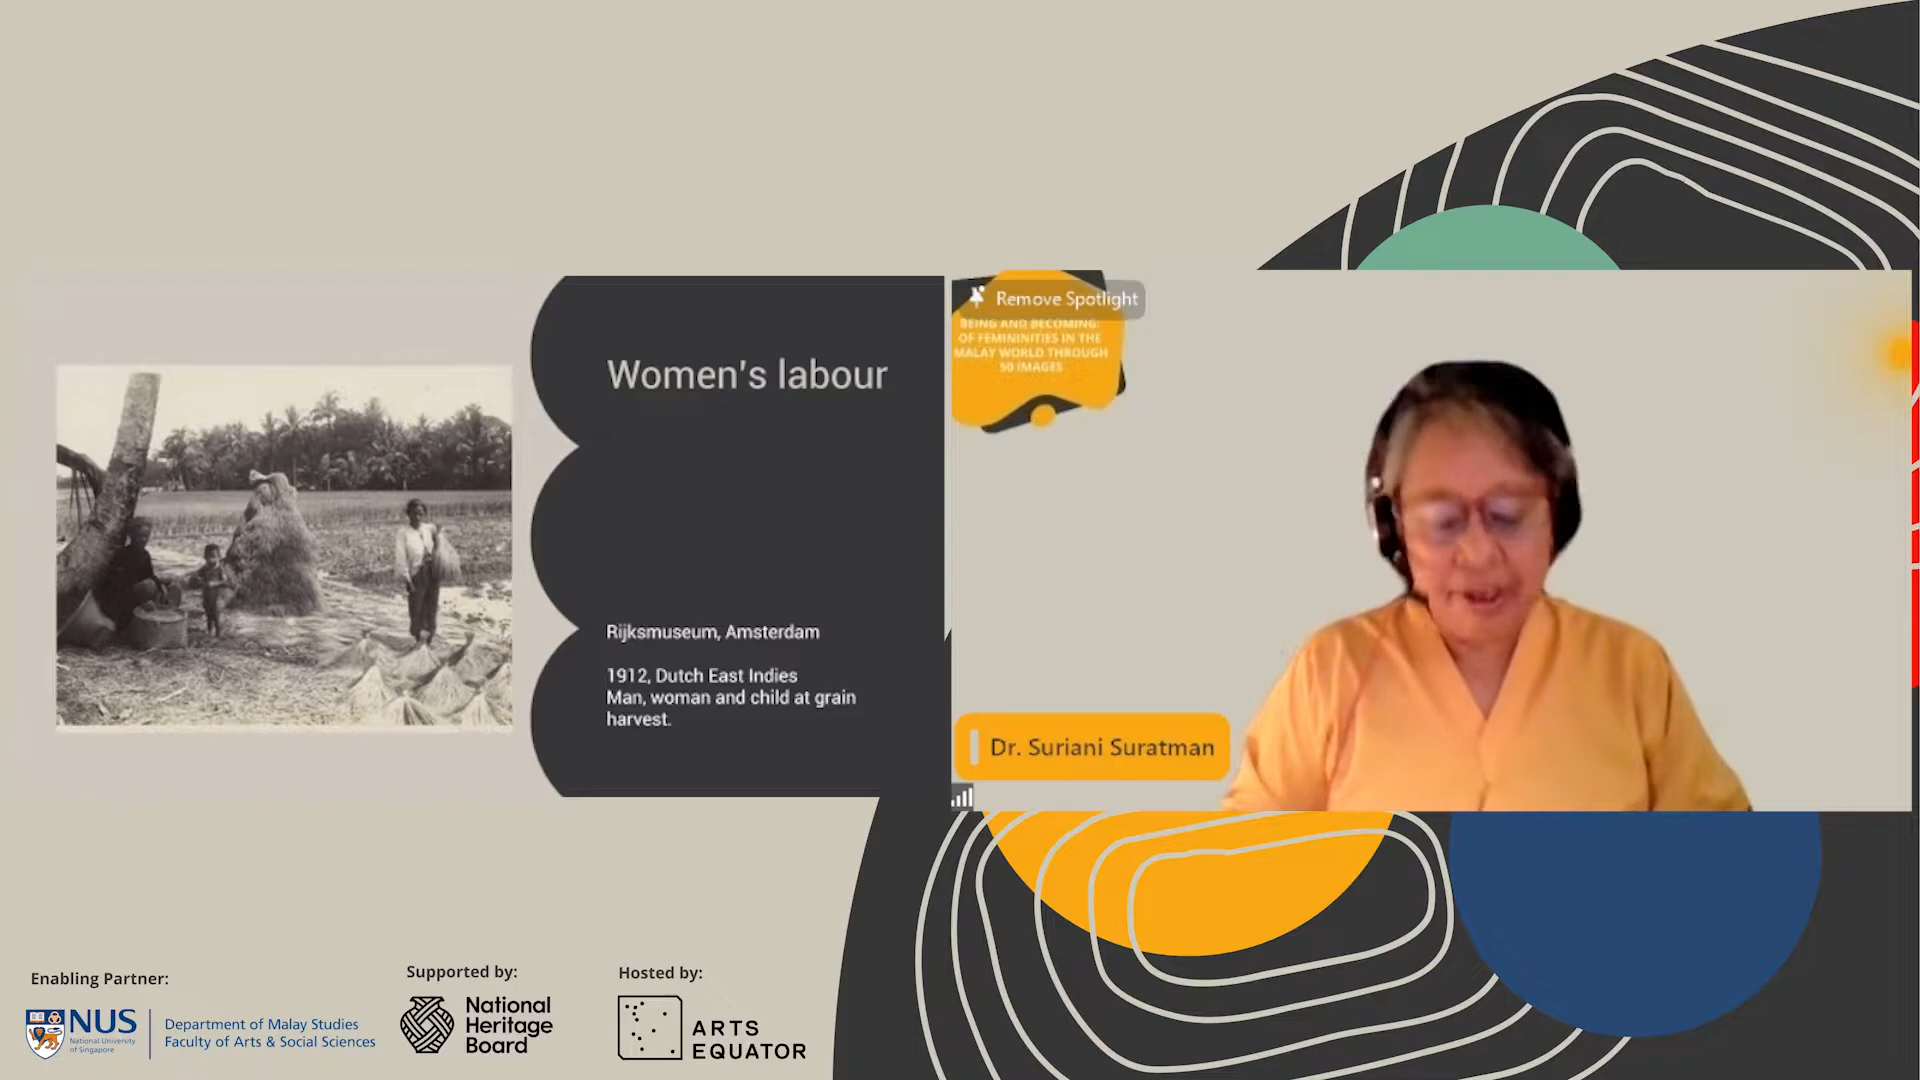 Women's labour
Rijksmuseum, Amsterdam
1912, Dutch East Indies
Man, woman and child at grain
harvest.
Remove Spotlight
BEING AND BECOMING:
OF FEMININITIES IN THE
MALAY WORLD THROUGH
50 IMAGES
Dr. Suriani Suratman
Enabling Partner:
NUS
National University
of Singapore
Department of Malay Studies
Faculty of Arts & Social Sciences
Supported by:
National
Heritage
Board
Hosted by:
ARTS
EQUATOR